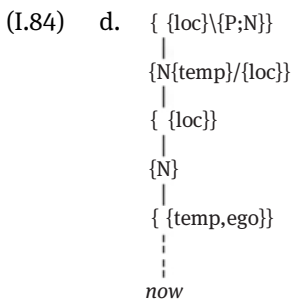 (I.84) d. { {loc}\{P;N}}
{N{temp}/{loc}}
{ {loc}}
{N}
{ {temp,ego}}
now